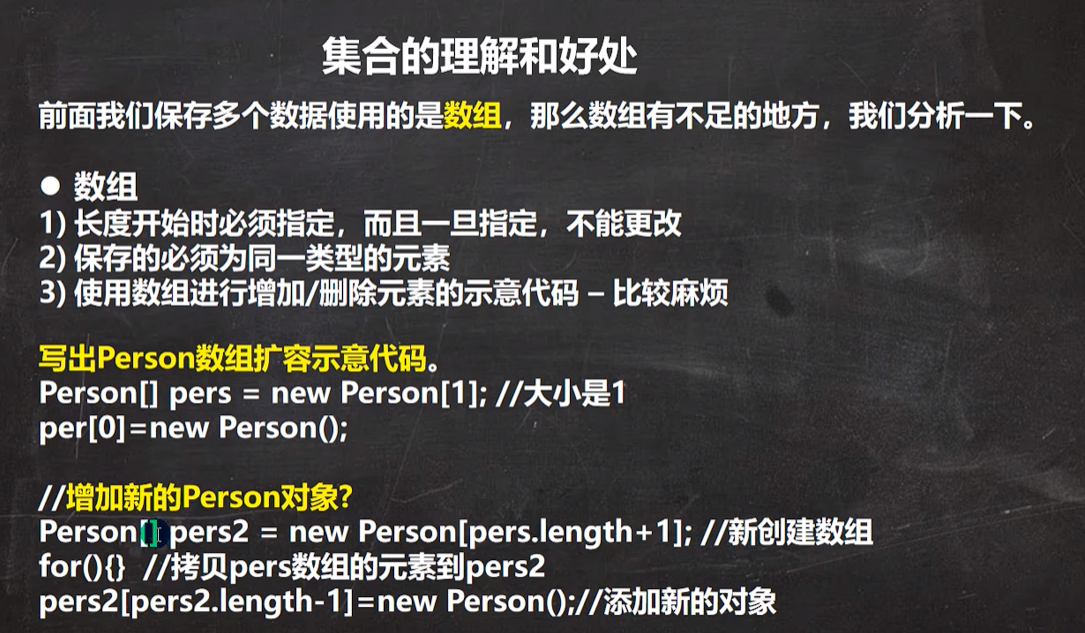 集合的理解和好处
前面我们保存多个数据使用的是数组，那么数组有不足的地方，我们分析一下。
● 数组
1) 长度开始时必须指定，而且一旦指定，不能更改
2) 保存的必须为同一类型的元素
3) 使用数组进行增加/删除元素的示意代码 – 比较麻烦
写出Person数组扩容示意代码。
Person[] pers = new Person[1]; //大小是1
per[0]=new Person();
//增加新的Person对象?
Person[] pers2 = new Person[pers.length+1]; //新创建数组
for(){} //拷贝pers数组的元素到pers2
pers2[pers2.length-1]=new Person();//添加新的对象